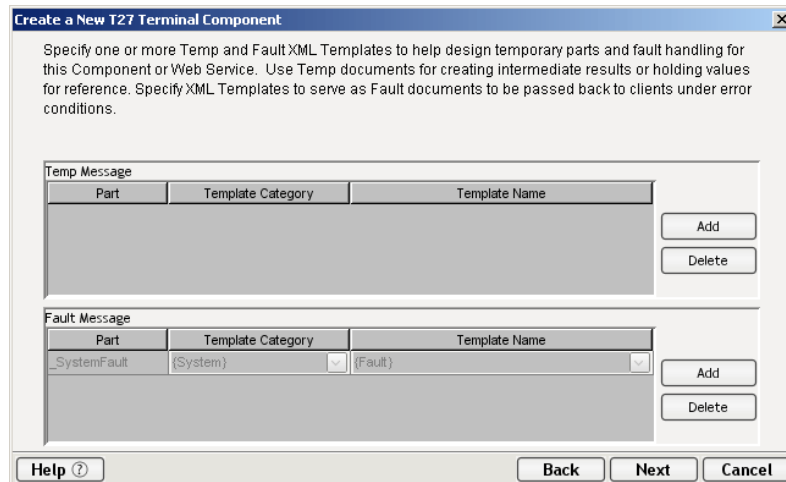 Create a New T27 Terminal Component
Specify one or more Temp and Fault XML Templates to help design temporary parts and fault handling for
this Component or Web Service. Use Temp documents for creating intermediate results or holding values
for reference. Specify XML Templates to serve as Fault documents to be passed back to clients under error
conditions.
Temp Message
Part Template Category Template Name
Add
Delete
Fault Message
Part Template Category Template Name
_SystemFault {System} {Fault}
Add
Delete
Help ? Back Next Cancel